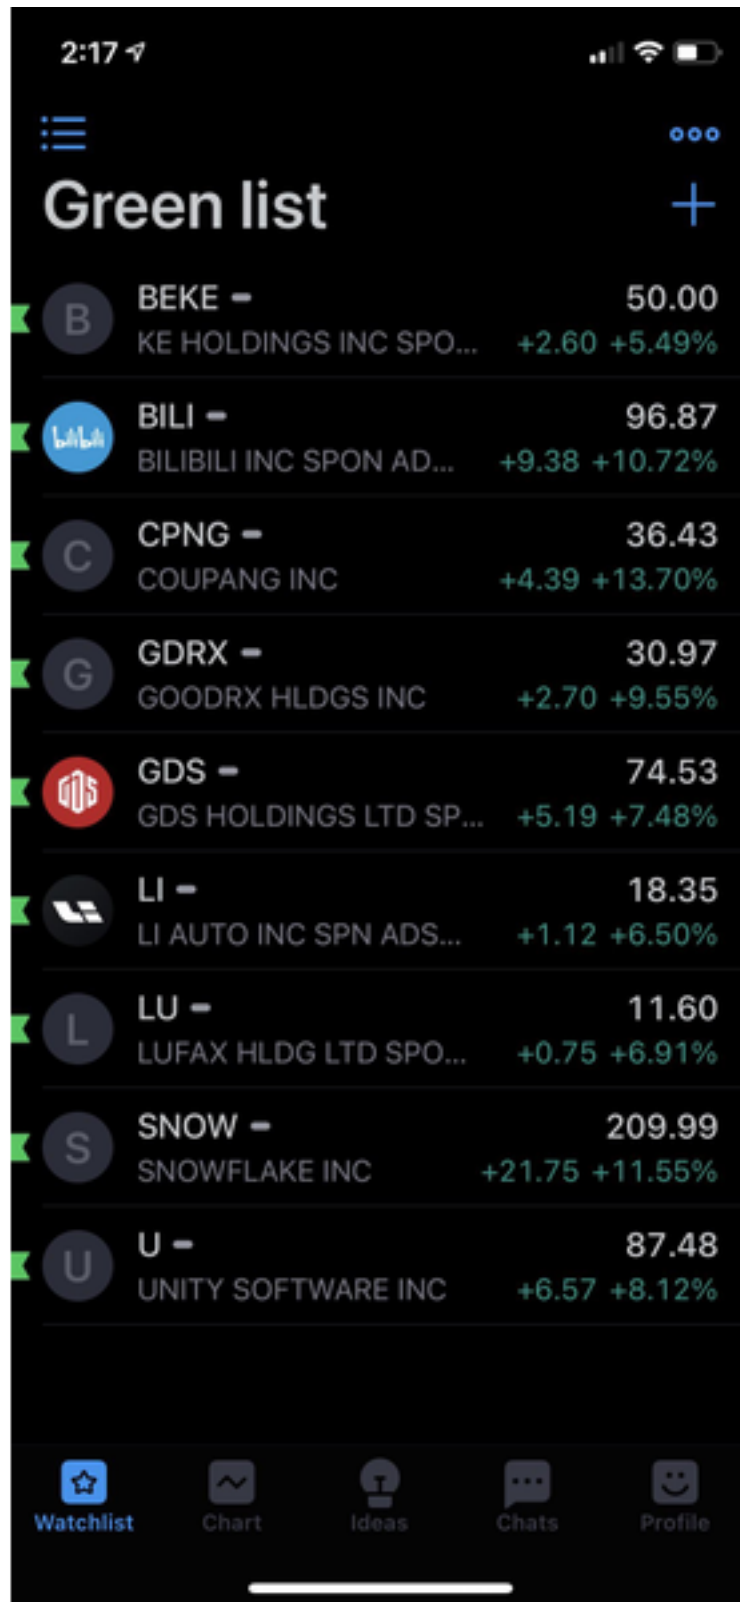 2:17
Green list
B
BEKE
50.00
KE HOLDINGS INC SPO...
+2.60 +5.49%
bilibili
BILI
96.87
BILIBILI INC SPON AD...
+9.38 +10.72%
C
CPNG
36.43
COUPANG INC
+4.39 +13.70%
G
GDRX
30.97
GOODRX HLDGS INC
+2.70 +9.55%
GDS
GDS
74.53
GDS HOLDINGS LTD SP...
+5.19 +7.48%
LI
18.35
LI AUTO INC SPN ADS...
+1.12 +6.50%
L
LU
11.60
LUFAX HLDG LTD SPO...
+0.75 +6.91%
S
SNOW
209.99
SNOWFLAKE INC
+21.75 +11.55%
U
U
87.48
UNITY SOFTWARE INC
+6.57 +8.12%
Watchlist
Chart
Ideas
Chats
Profile